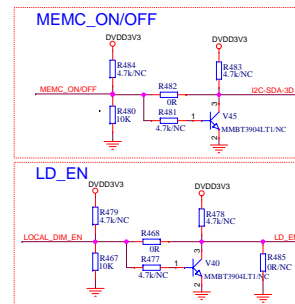 MEMC_ON/OFF
DVDD3V3
DVDD3V3
R484
4.7k/NC
R483
4.7k/NC
R482
MEMC_ON/OFF
I2C-SDA-3D
0R
R480
10K
R481
4.7k/NC
1
3
2
V45
MMBT3904LT1/NC
LD_EN
DVDD3V3
DVDD3V3
R479
4.7k/NC
R478
4.7k/NC
R468
LOCAL_DIM_EN
LD_E
0R
R467
10K
R477
4.7k/NC
1
3
2
V40
MMBT3904LT1/NC
R485
0R/NC